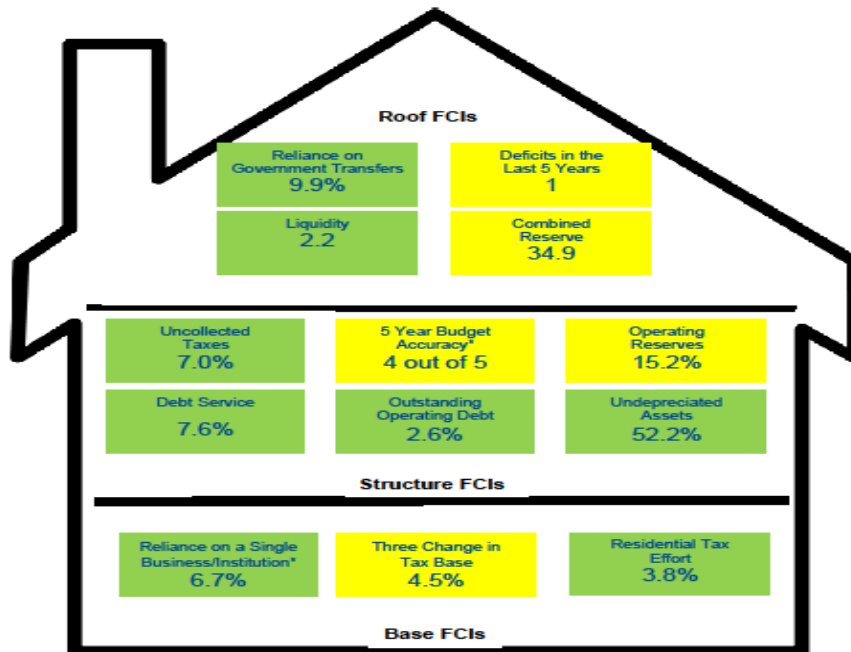 Roof FCIs
Reliance on
Government Transfers
9.9%
Deficits in the
Last 5 Years
1
Liquidity
2.2
Combined
Reserve
34.9
Uncollected
Taxes
7.0%
5 Year Budget
Accuracy*
4 out of 5
Operating
Reserves
15.2%
Debt Service
7.6%
Outstanding
Operating Debt
2.6%
Undepreciated
Assets
52.2%
Structure FCIs
Reliance on a Single
Business/Institution*
6.7%
Three Change in
Tax Base
4.5%
Residential Tax
Effort
3.8%
Base FCIs